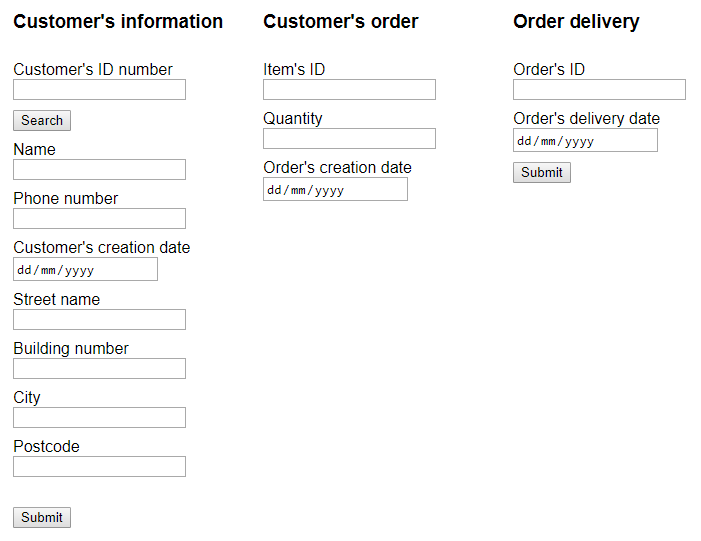 Customer's information
Customer's ID number
Search
Name
Phone number
Customer's creation date
dd/mm/yyyy
Street name
Building number
City
Postcode
Submit
Customer's order
Item's ID
Quantity
Order's creation date
dd/mm/yyyy
Order delivery
Order's ID
Order's delivery date
dd/mm/yyyy
Submit